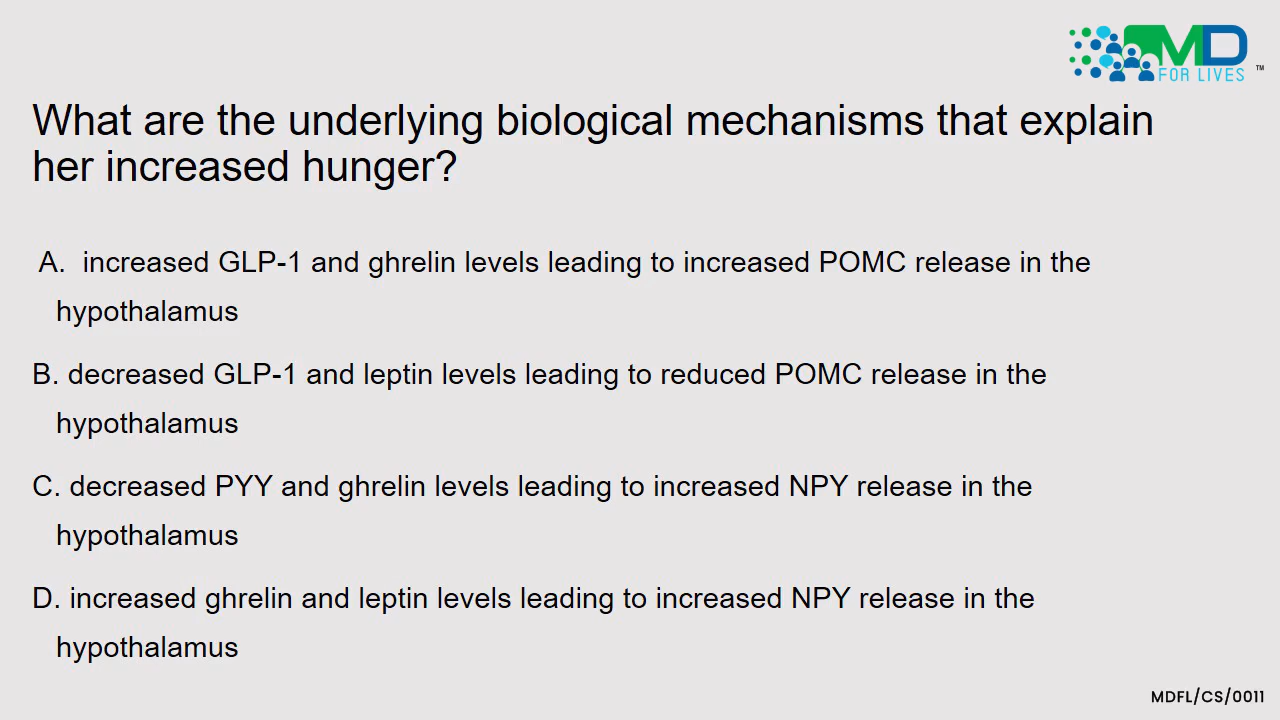 MD
FOR LIVES ™
What are the underlying biological mechanisms that explain
her increased hunger?
A. increased GLP-1 and ghrelin levels leading to increased POMC release in the
hypothalamus
B. decreased GLP-1 and leptin levels leading to reduced POMC release in the
hypothalamus
C. decreased PYY and ghrelin levels leading to increased NPY release in the
hypothalamus
D. increased ghrelin and leptin levels leading to increased NPY release in the
hypothalamus
MDFL/CS/0011